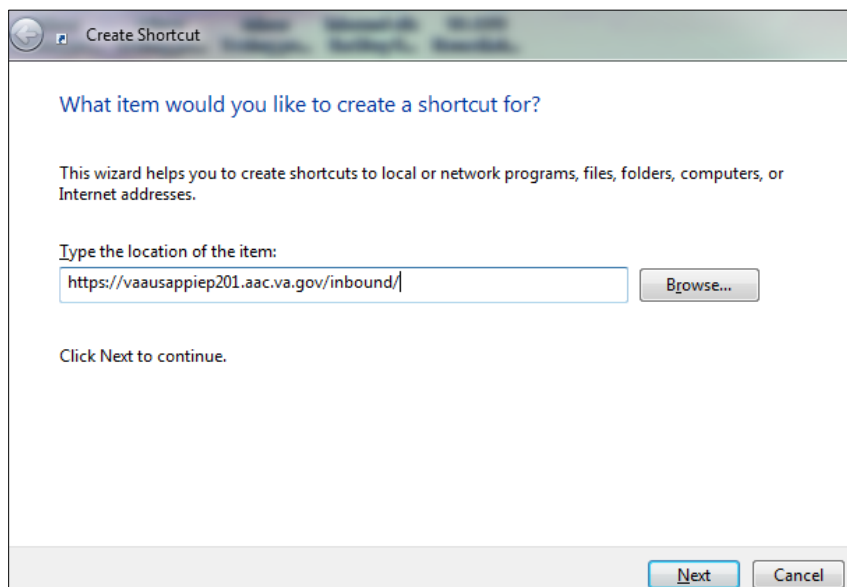 Create Shortcut
What item would you like to create a shortcut for?
This wizard helps you to create shortcuts to local or network programs, files, folders, computers, or
Internet addresses.
Type the location of the item:
https://vaausappiep201.aac.va.gov/inbound/
Browse...
Click Next to continue.
Next
Cancel